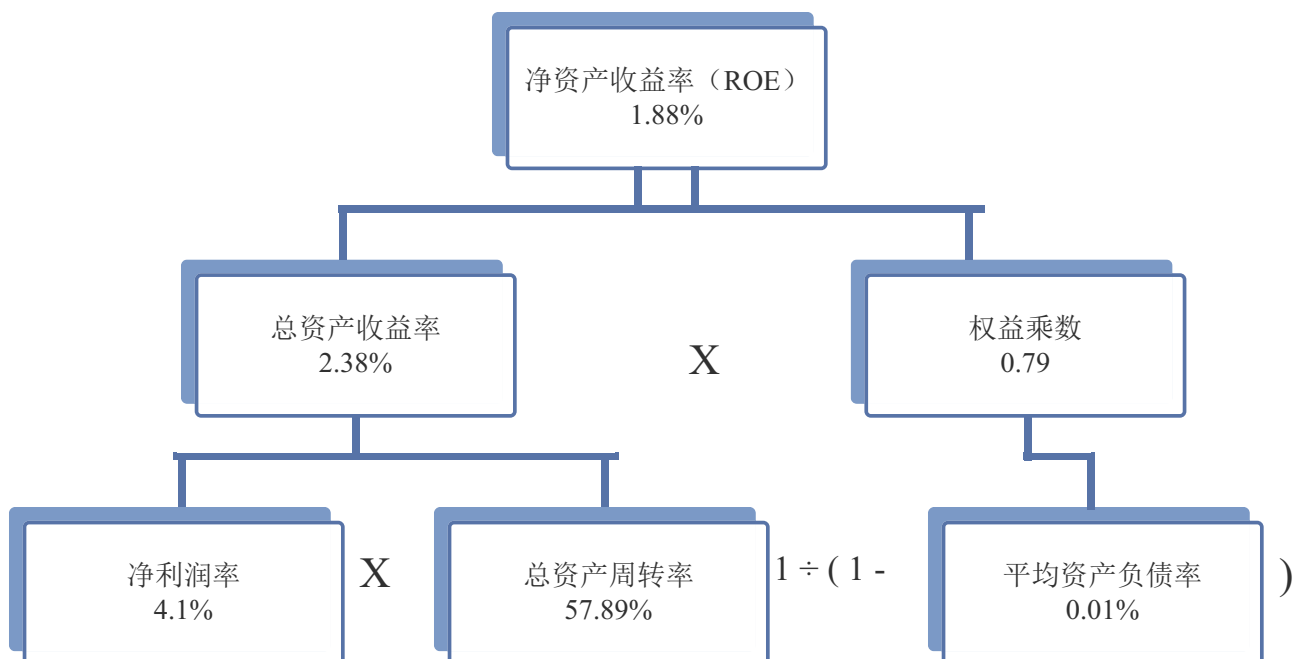 净资产收益率（ROE）
1.88%
总资产收益率
2.38%
X
权益乘数
0.79
净利润率
4.1%
X
总资产周转率
57.89%
1 ÷ ( 1 -
平均资产负债率
0.01%
)